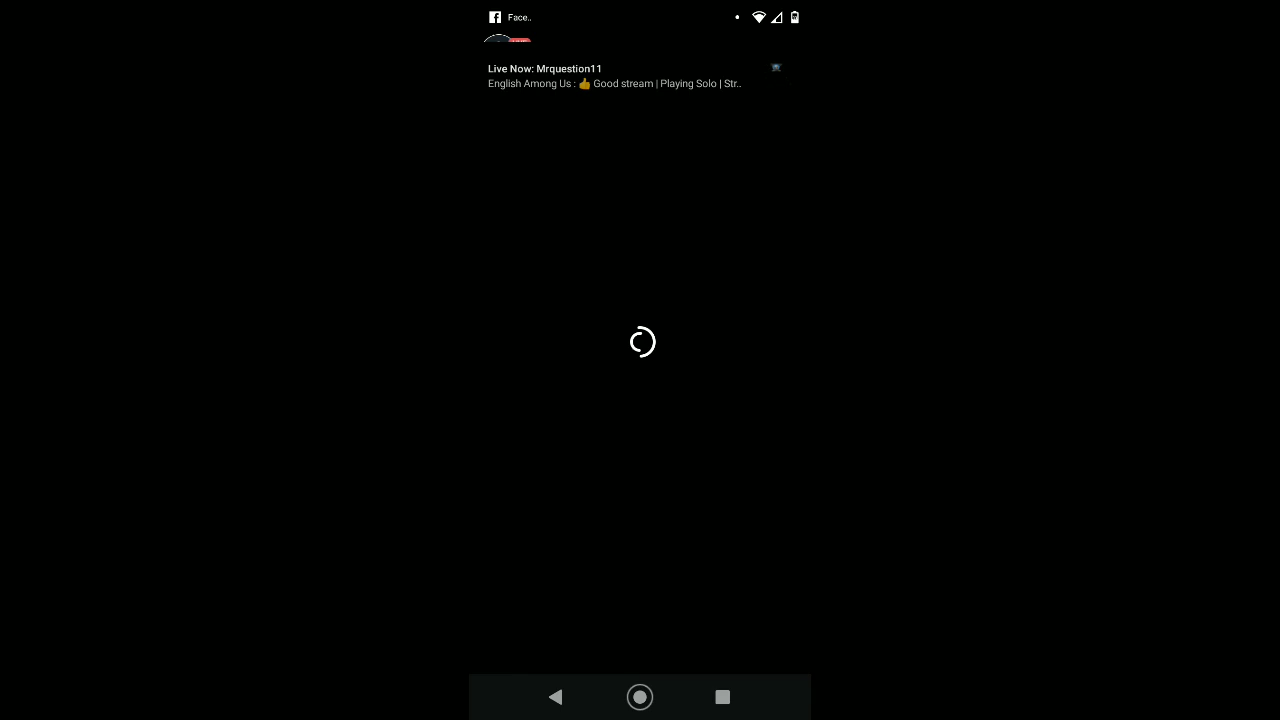 Face..
Live Now: Mrquestion11
English Among Us : 👍 Good stream | Playing Solo | Str..